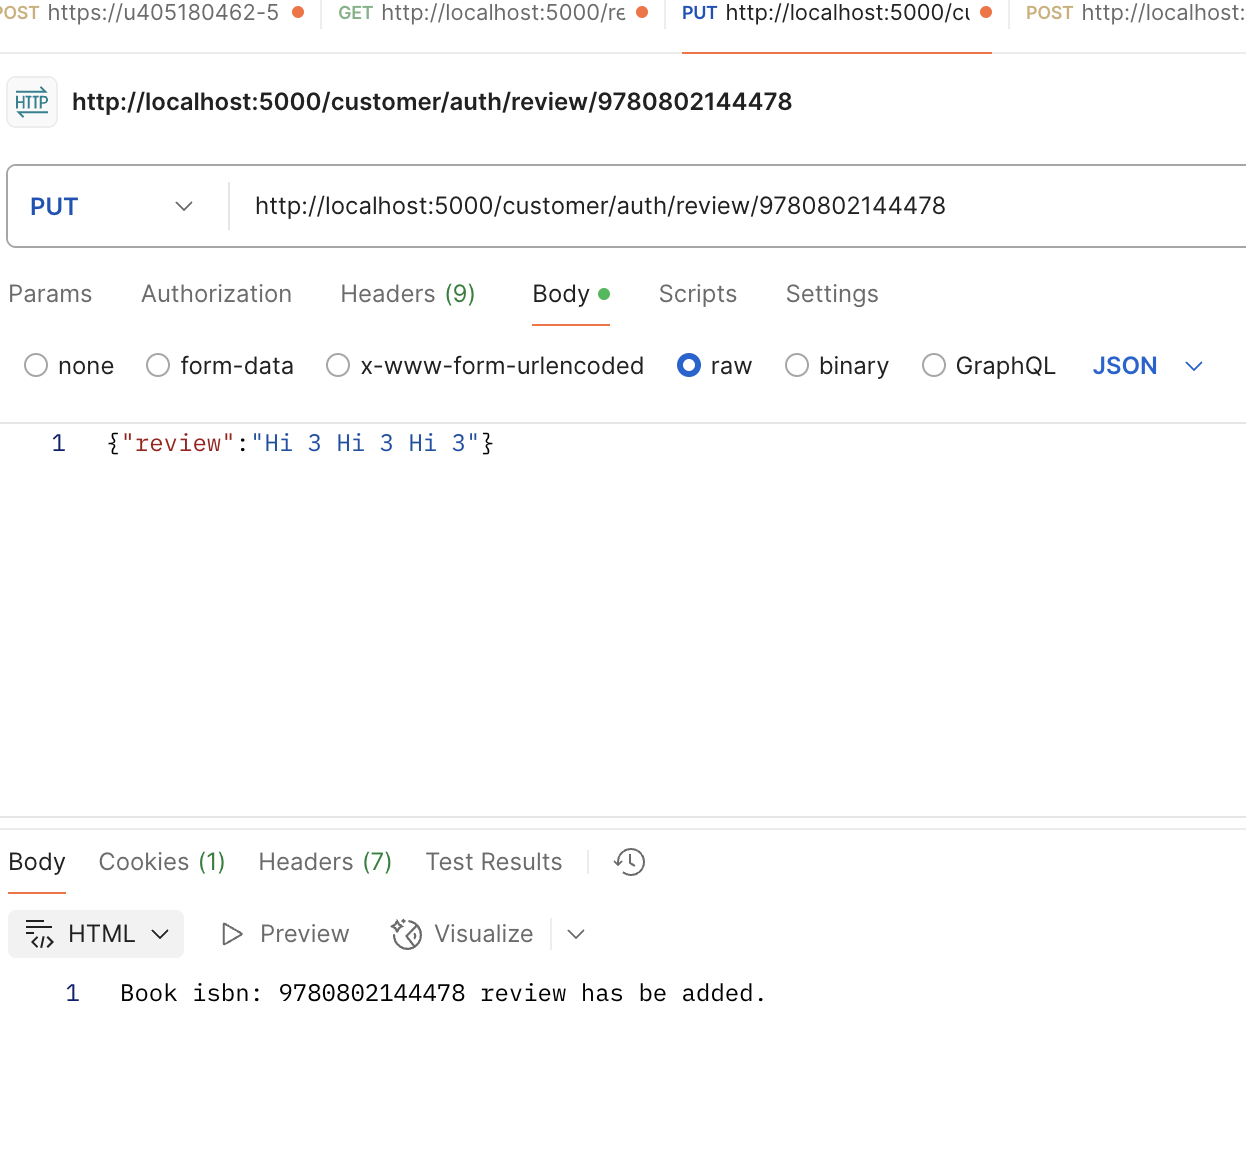 POST https://u405180462-5 GET http://localhost:5000/re PUT http://localhost:5000/cu POST http://localhost:
HTTP http://localhost:5000/customer/auth/review/9780802144478
PUT http://localhost:5000/customer/auth/review/9780802144478
Params Authorization Headers (9) Body Scripts Settings
none form-data x-www-form-urlencoded raw binary GraphQL JSON
1 {"review":"Hi 3 Hi 3 Hi 3"}
Body Cookies (1) Headers (7) Test Results
HTML Preview Visualize
1 Book isbn: 9780802144478 review has be added.